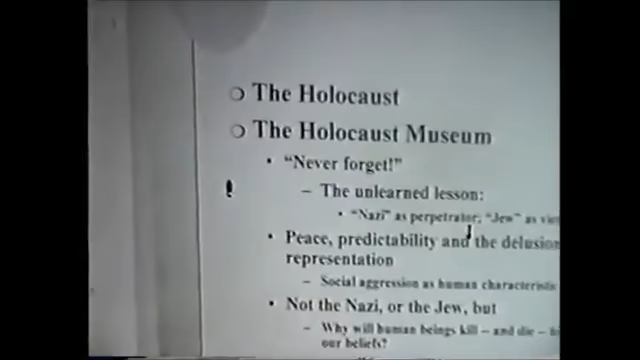 The Holocaust
The Holocaust Museum
• "Never forget!"
– The unlearned lesson:
• "Nazi" as perpetrator; "Jew" as
• Peace, predictability and the delusion
representation
– Social aggression as human characteristic
• Not the Nazi, or the Jew, but
– Why will human beings kill – and die –
our beliefs?